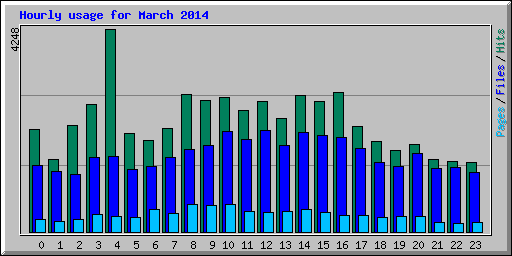 Hourly usage for March 2014
4248
Pages / Files / Hits
0 1 2 3 4 5 6 7 8 9 10 11 12 13 14 15 16 17 18 19 20 21 22 23